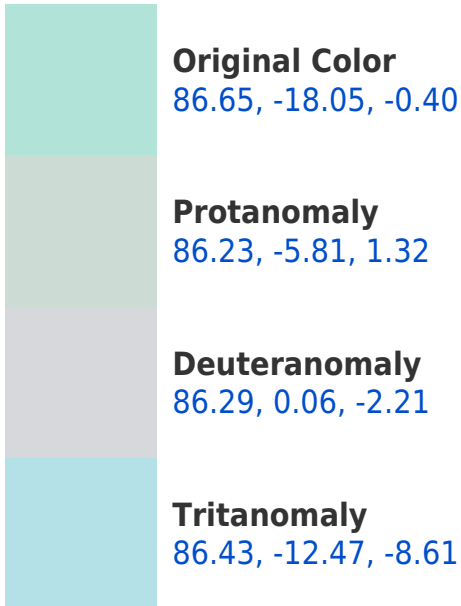 Original Color
86.65, -18.05, -0.40
Protanomaly
86.23, -5.81, 1.32
Deuteranomaly
86.29, 0.06, -2.21
Tritanomaly
86.43, -12.47, -8.61